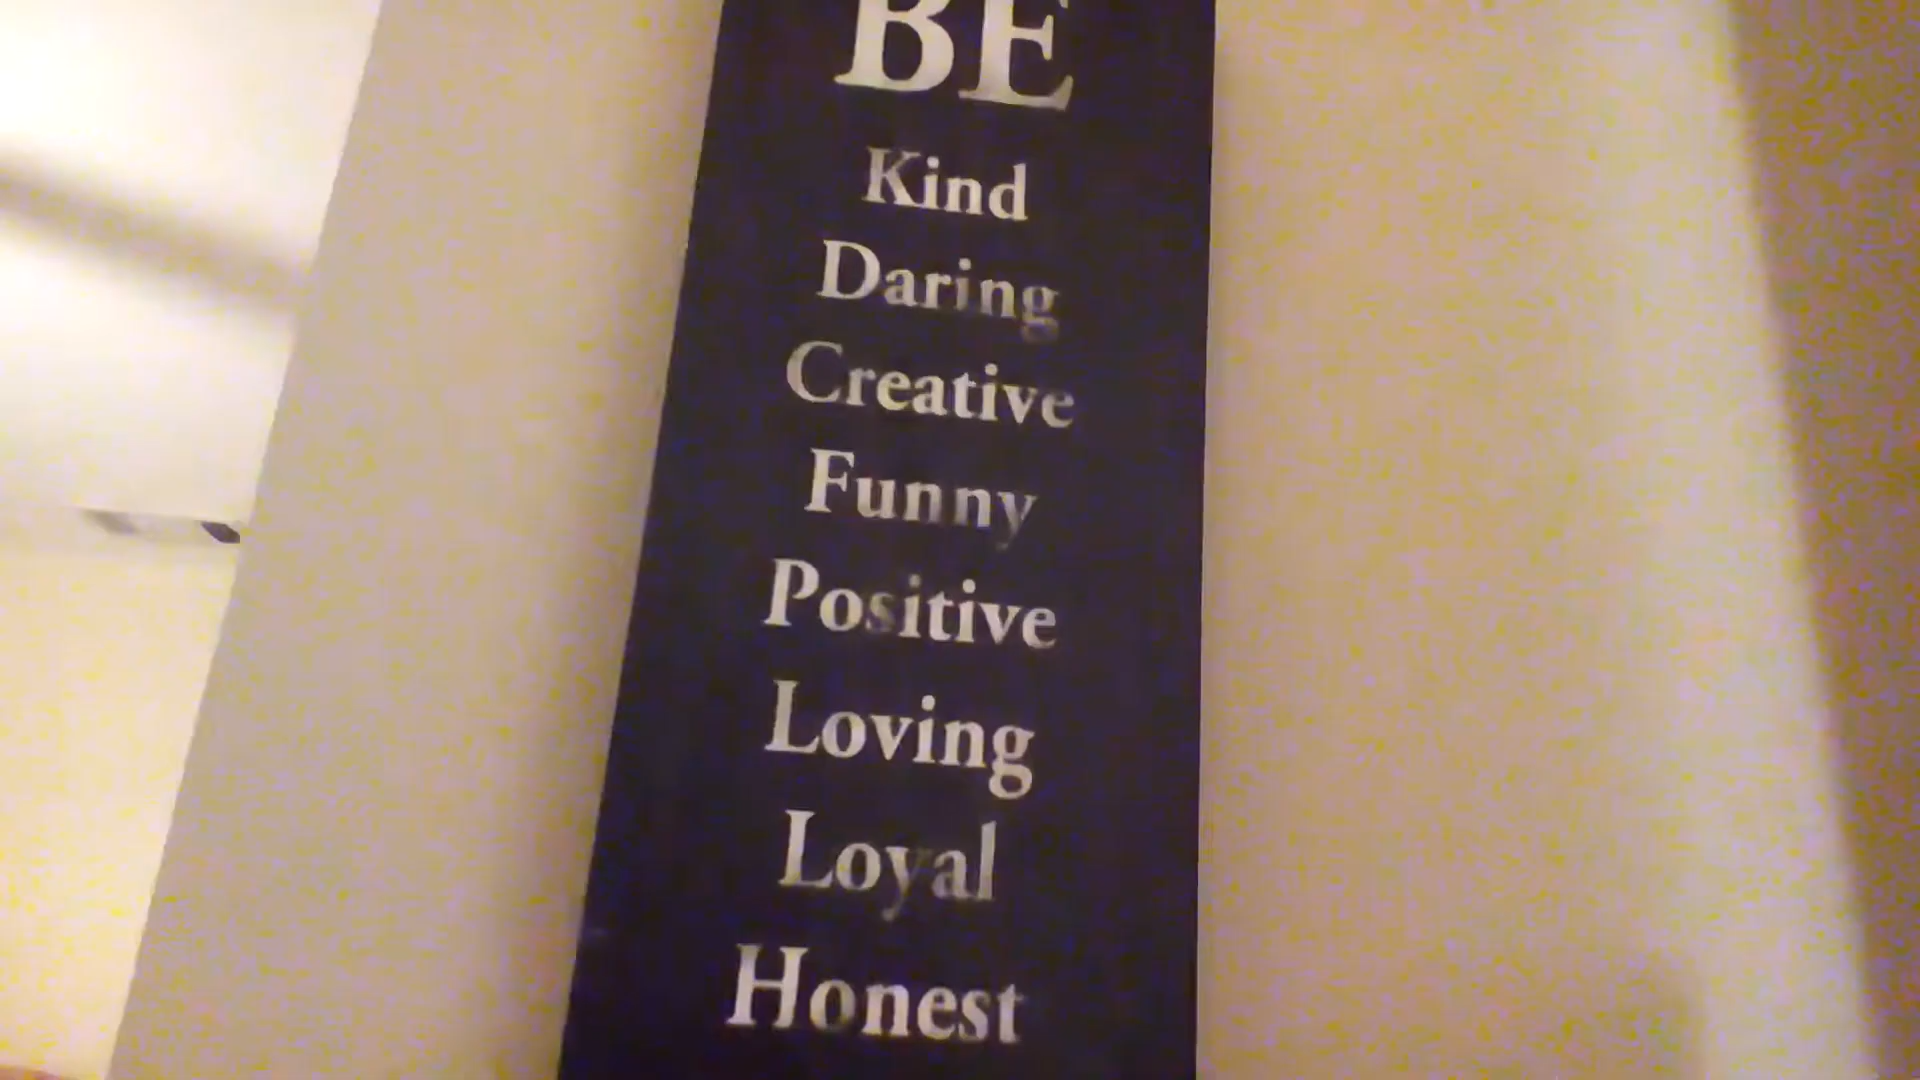 BE
Kind
Daring
Creative
Funny
Positive
Loving
Loyal
Honest